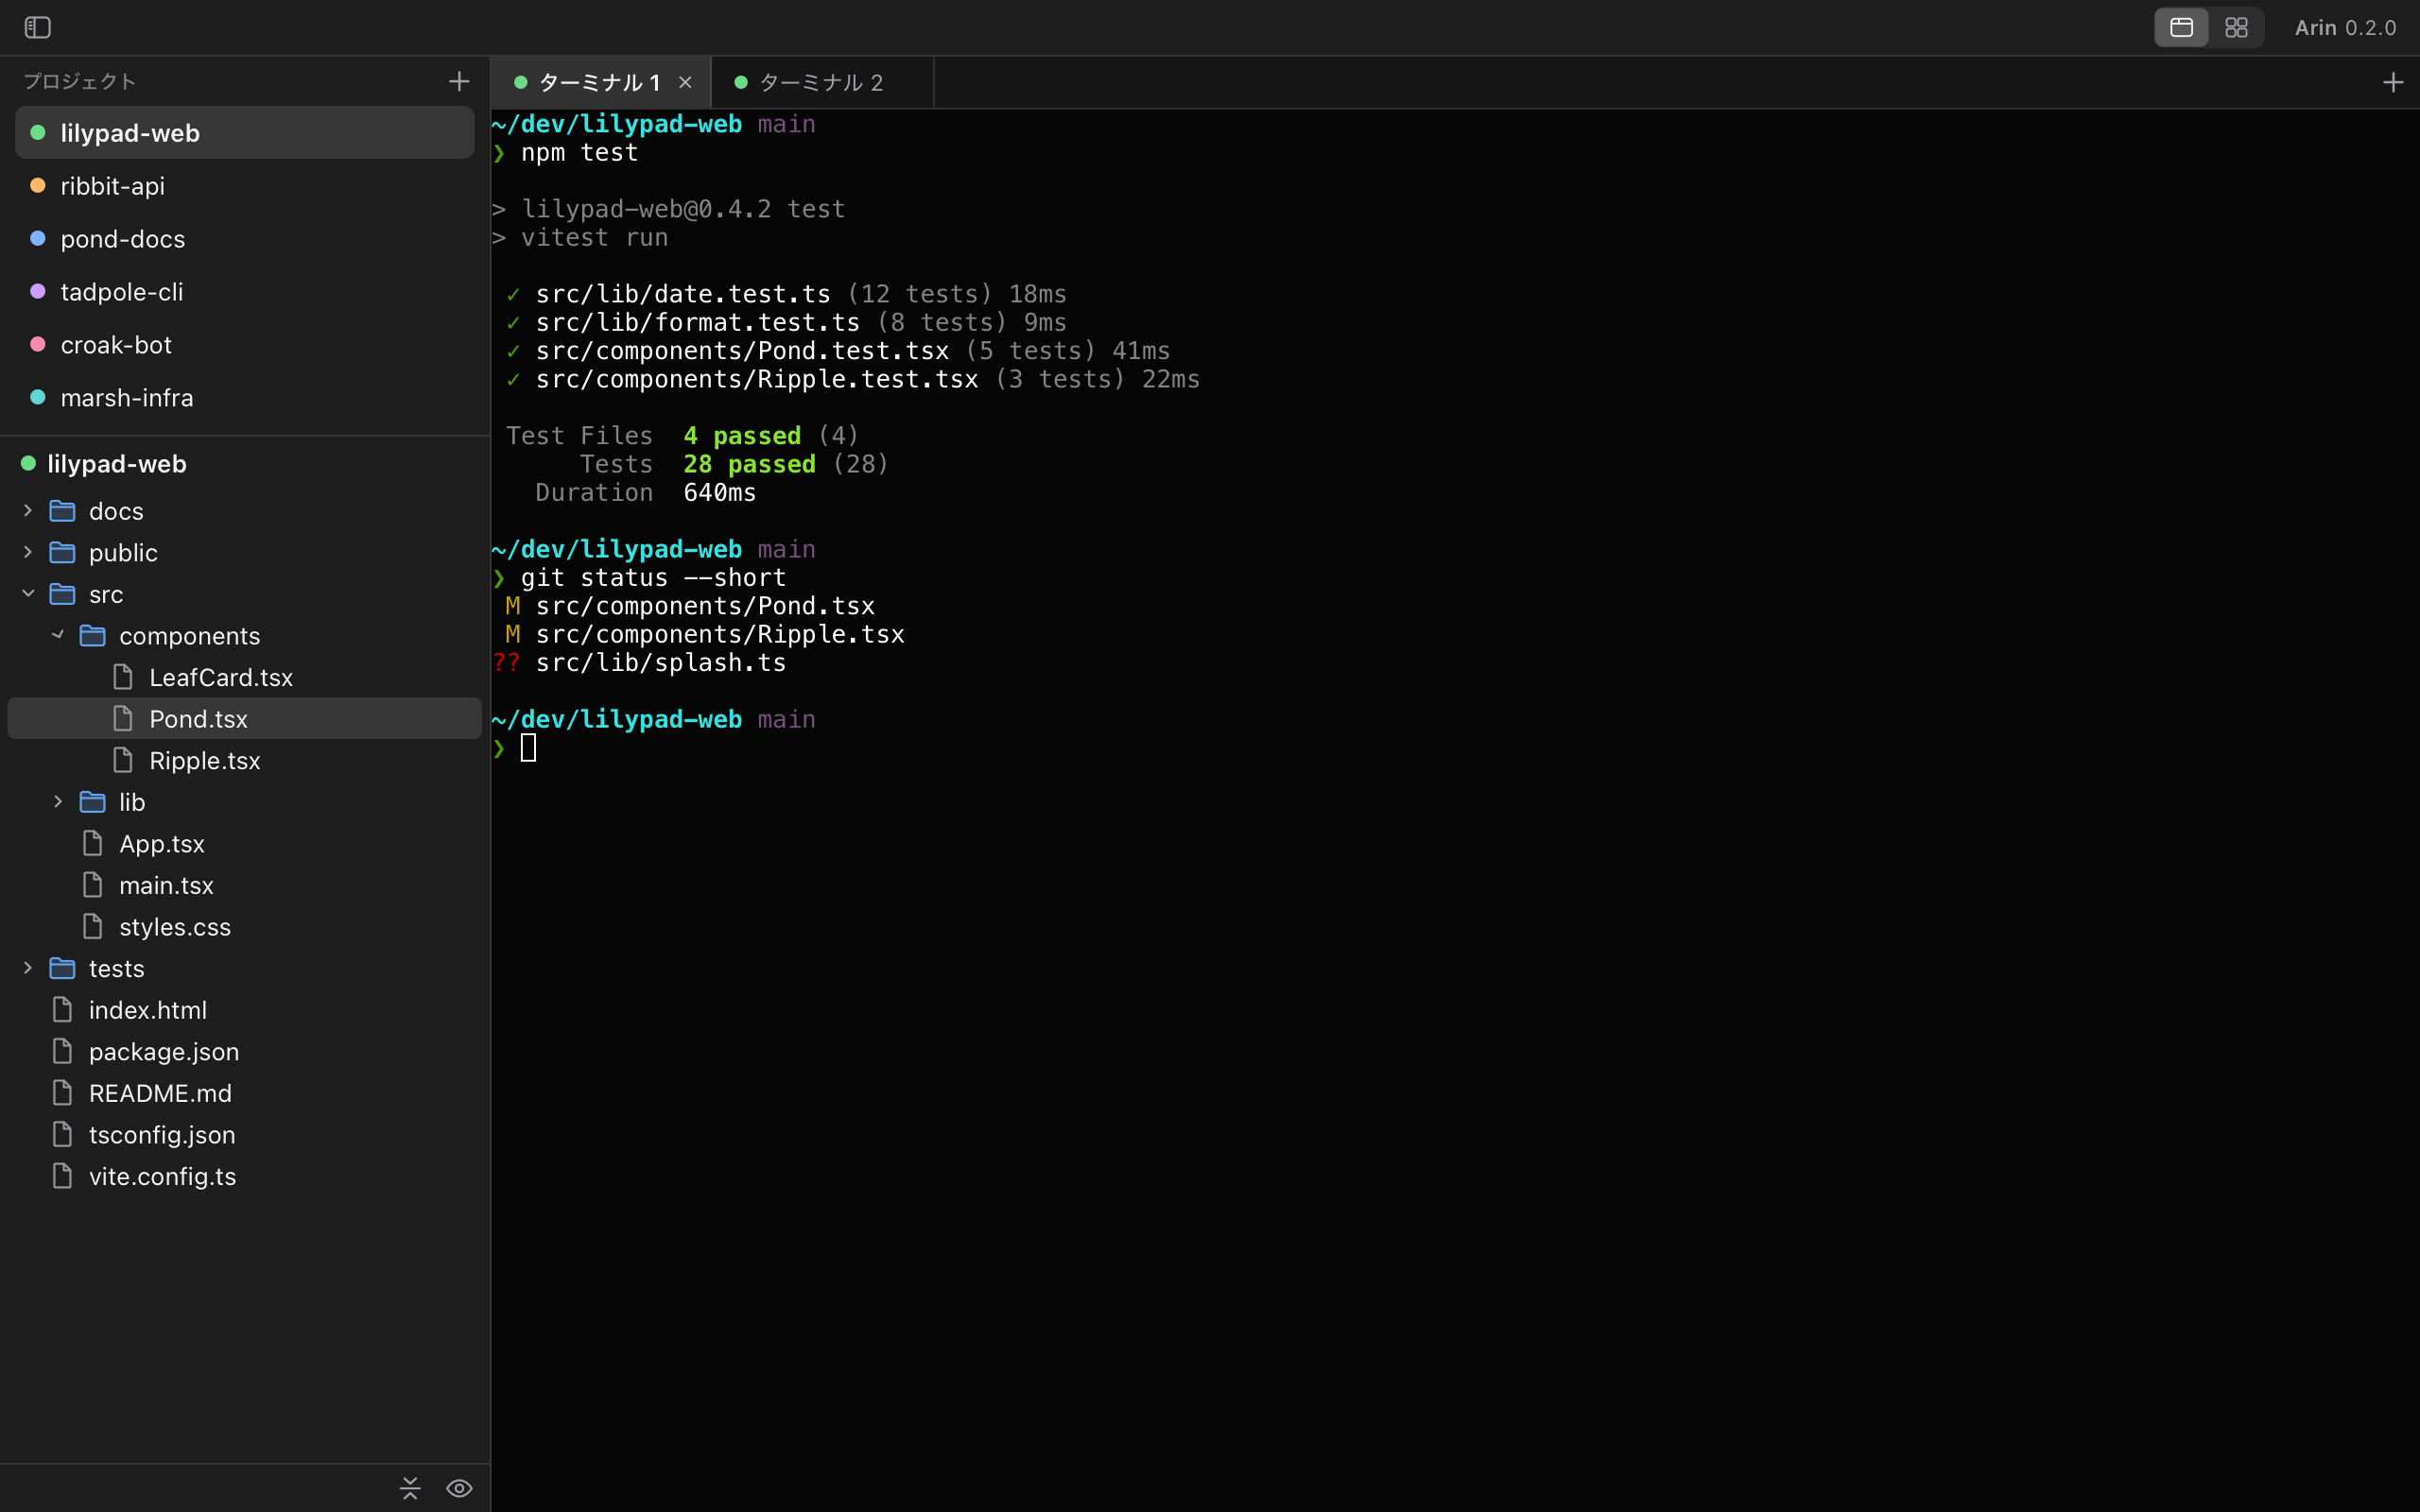 Arin 0.2.0
プロジェクト
lilypad-web
ribbit-api
pond-docs
tadpole-cli
croak-bot
marsh-infra
lilypad-web
docs
public
src
components
LeafCard.tsx
Pond.tsx
Ripple.tsx
lib
App.tsx
main.tsx
styles.css
tests
index.html
package.json
README.md
tsconfig.json
vite.config.ts
ターミナル 1
ターミナル 2
~/dev/lilypad-web main
❯ npm test
> lilypad-web@0.4.2 test
> vitest run
✓ src/lib/date.test.ts (12 tests) 18ms
✓ src/lib/format.test.ts (8 tests) 9ms
✓ src/components/Pond.test.tsx (5 tests) 41ms
✓ src/components/Ripple.test.tsx (3 tests) 22ms
Test Files  4 passed (4)
Tests  28 passed (28)
Duration  640ms
~/dev/lilypad-web main
❯ git status --short
M src/components/Pond.tsx
M src/components/Ripple.tsx
?? src/lib/splash.ts
~/dev/lilypad-web main
❯